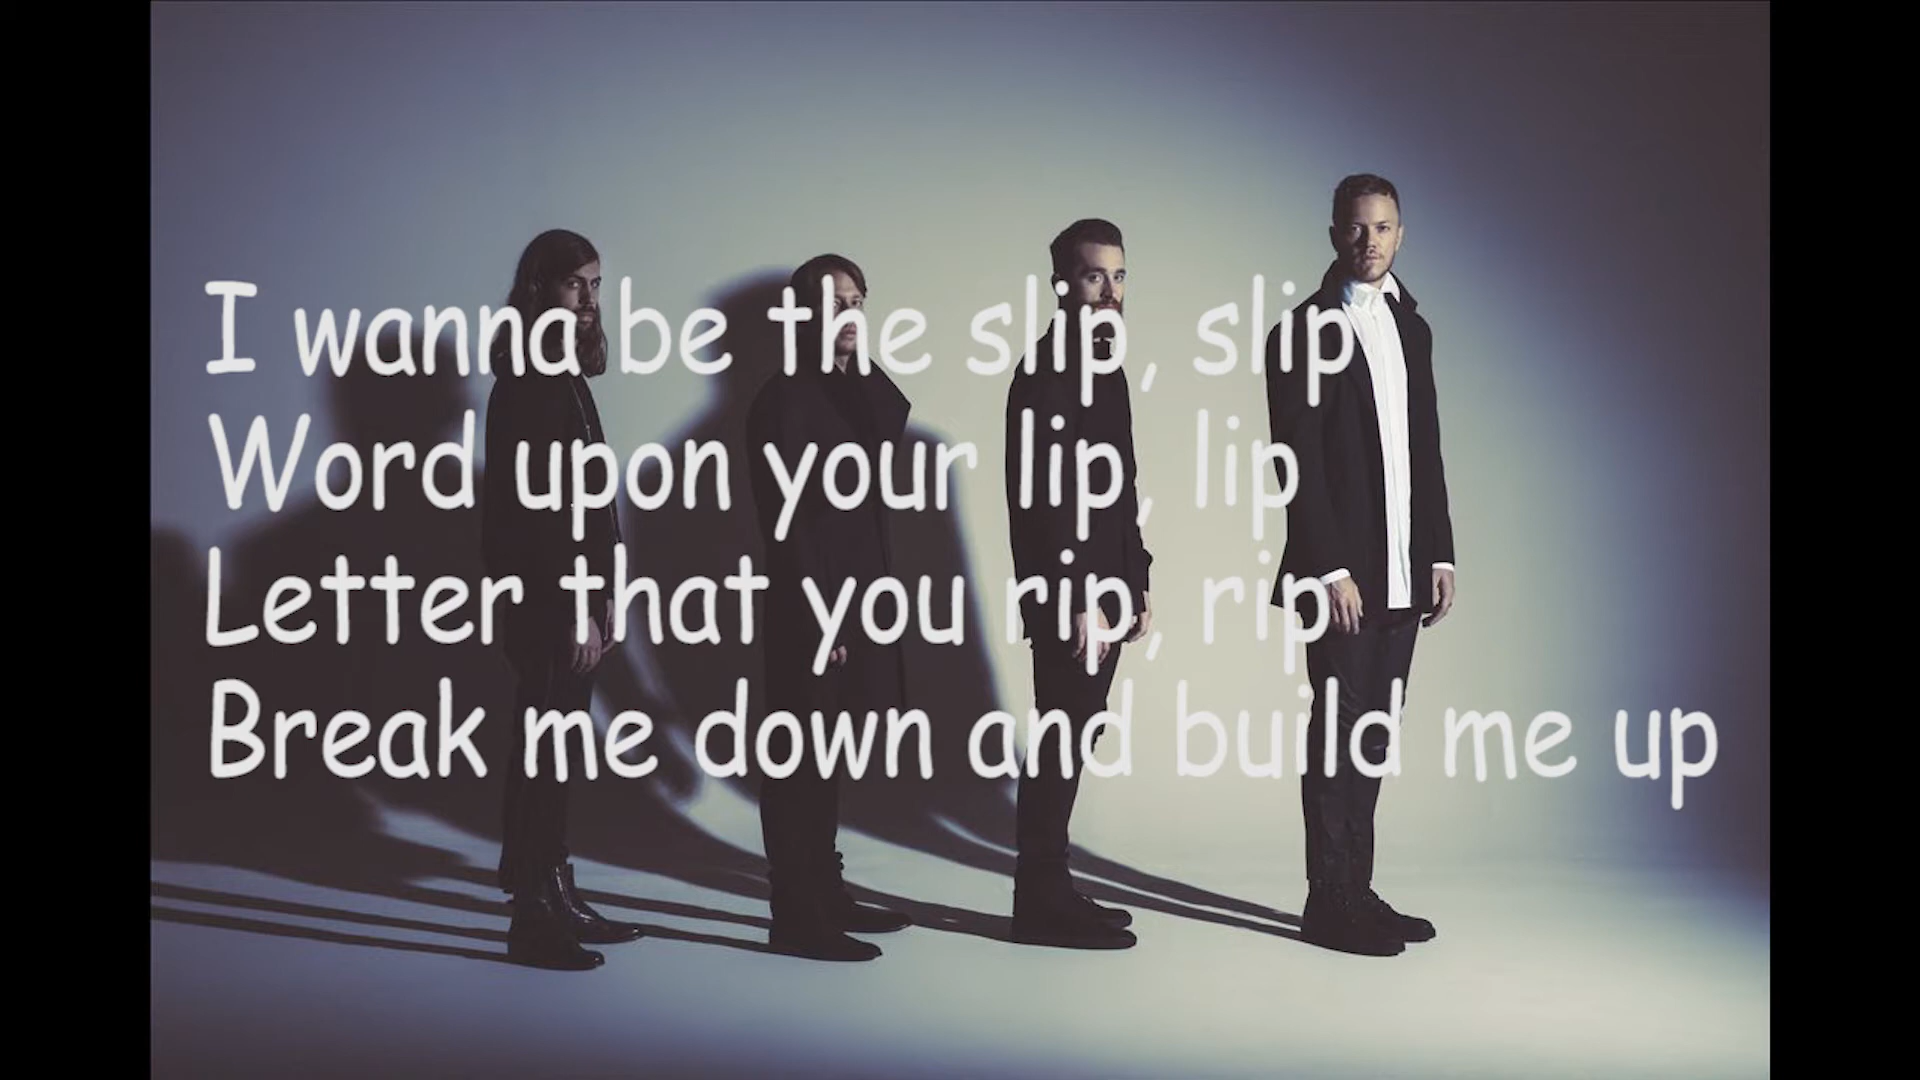 I wanna be the slip, slip
Word upon your lip, lip
Letter that you rip, rip
Break me down and build me up